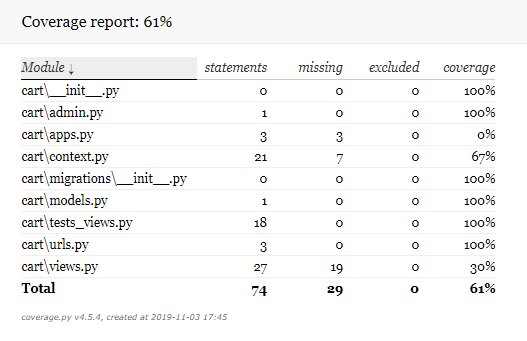 Coverage report: 61%
Module ↓ statements missing excluded coverage
cart\__init__.py 0 0 0 100%
cart\admin.py 1 0 0 100%
cart\apps.py 3 3 0 0%
cart\context.py 21 7 0 67%
cart\migrations\__init__.py 0 0 0 100%
cart\models.py 1 0 0 100%
cart\tests_views.py 18 0 0 100%
cart\urls.py 3 0 0 100%
cart\views.py 27 19 0 30%
Total 74 29 0 61%
coverage.py v4.5.4, created at 2019-11-03 17:45